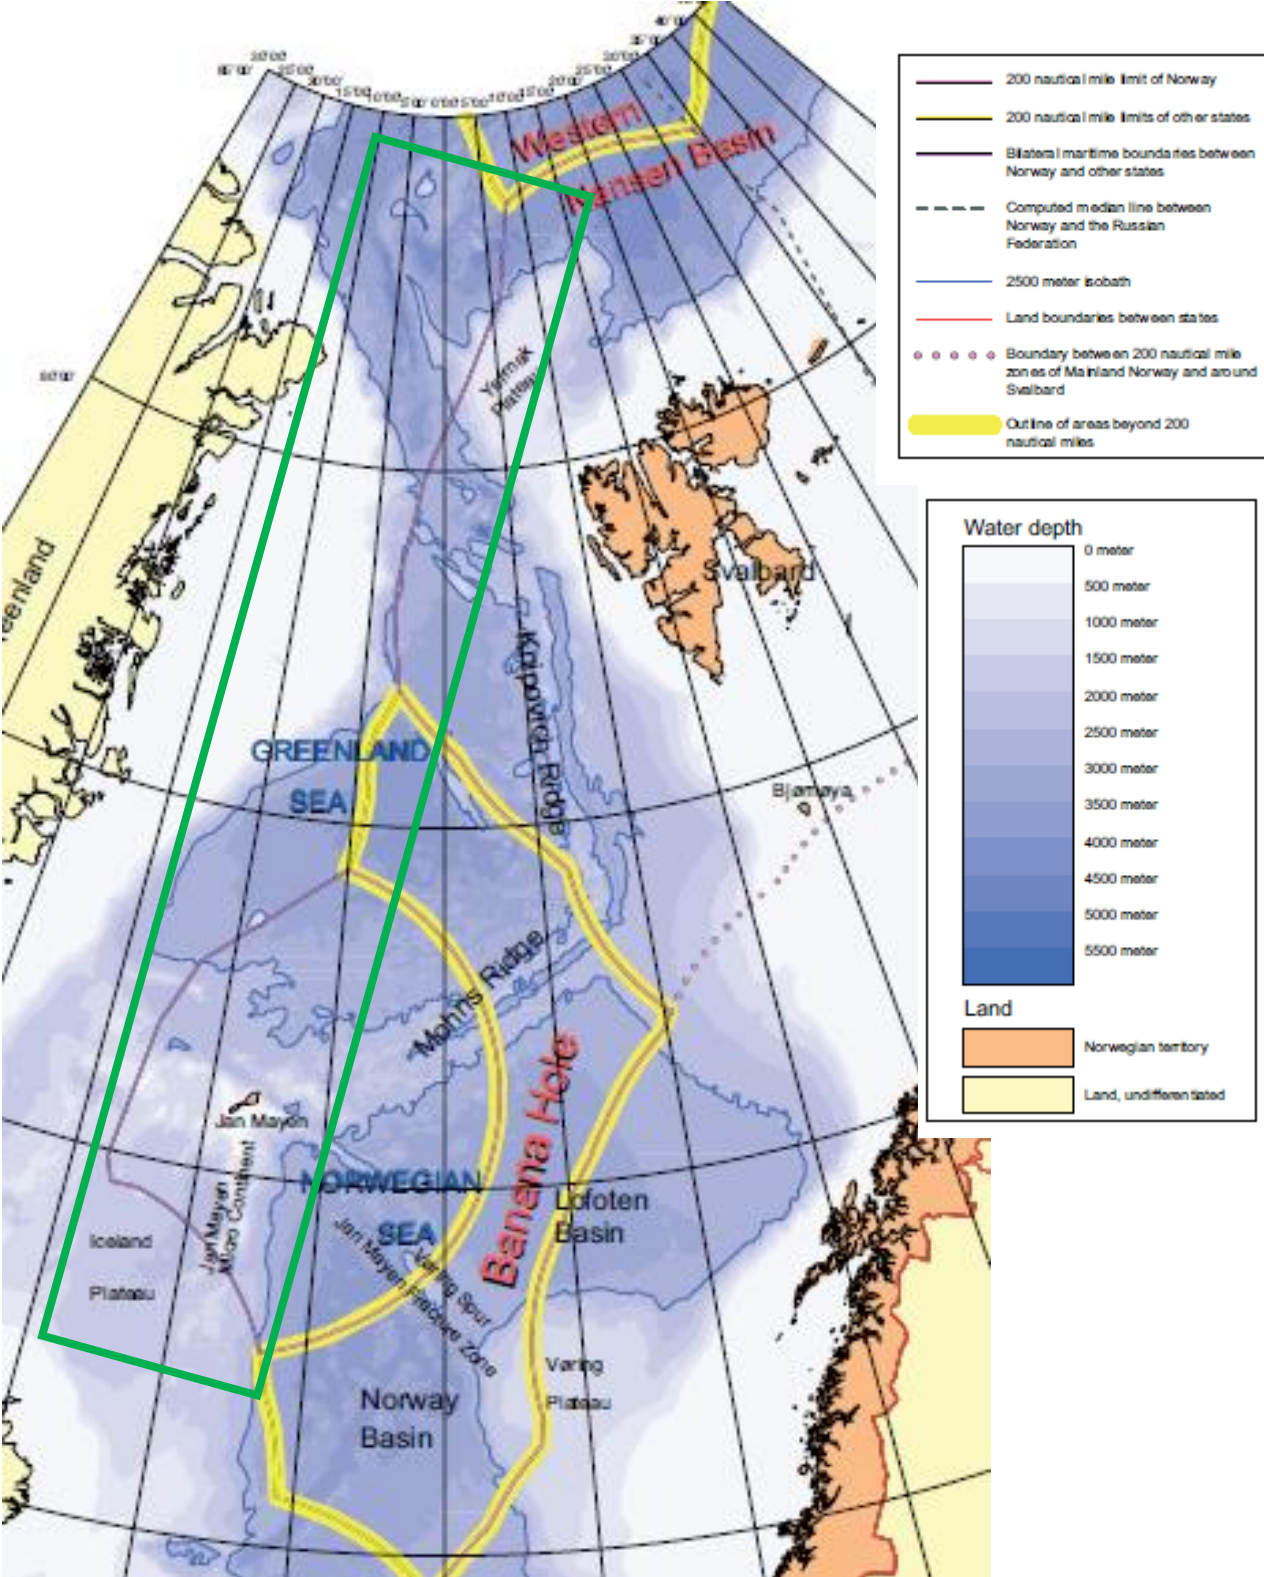 Western
Nansen Basin
Yermak
Plateau
Svalbard
Knipovich Ridge
GREENLAND
SEA
Bjørnøya
Mohns Ridge
Jan Mayen
Jan Mayen
Micro Continent
Banana Hole
NORWEGIAN
SEA
Lofoten
Basin
Iceland
Plateau
Jan Mayen Fracture Zone
Vøring Spur
Vøring
Plateau
Norway
Basin
200 nautical mile limit of Norway
200 nautical mile limits of other states
Bilateral maritime boundaries between
Norway and other states
Computed median line between
Norway and the Russian
Federation
2500 meter isobath
Land boundaries between states
Boundary between 200 nautical mile
zones of Mainland Norway and around
Svalbard
Outline of areas beyond 200
nautical miles
Water depth
0 meter
500 meter
1000 meter
1500 meter
2000 meter
2500 meter
3000 meter
3500 meter
4000 meter
4500 meter
5000 meter
5500 meter
Land
Norwegian territory
Land, undifferentiated